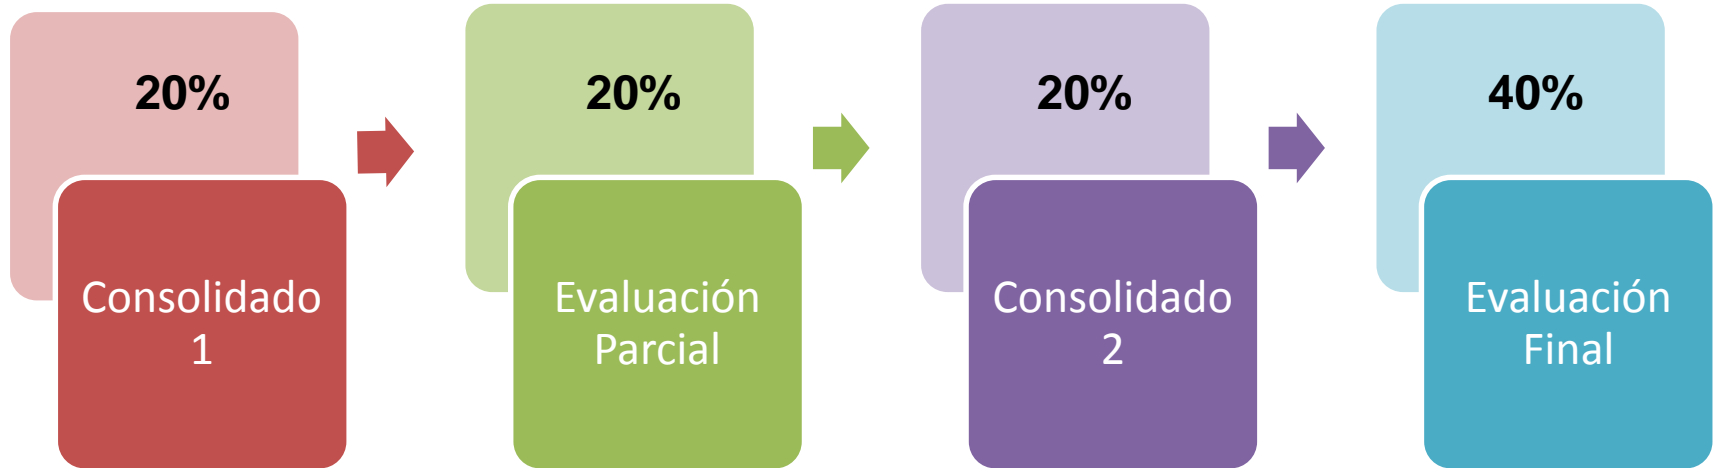 20%
Consolidado
1
20%
Evaluación
Parcial
20%
Consolidado
2
40%
Evaluación
Final